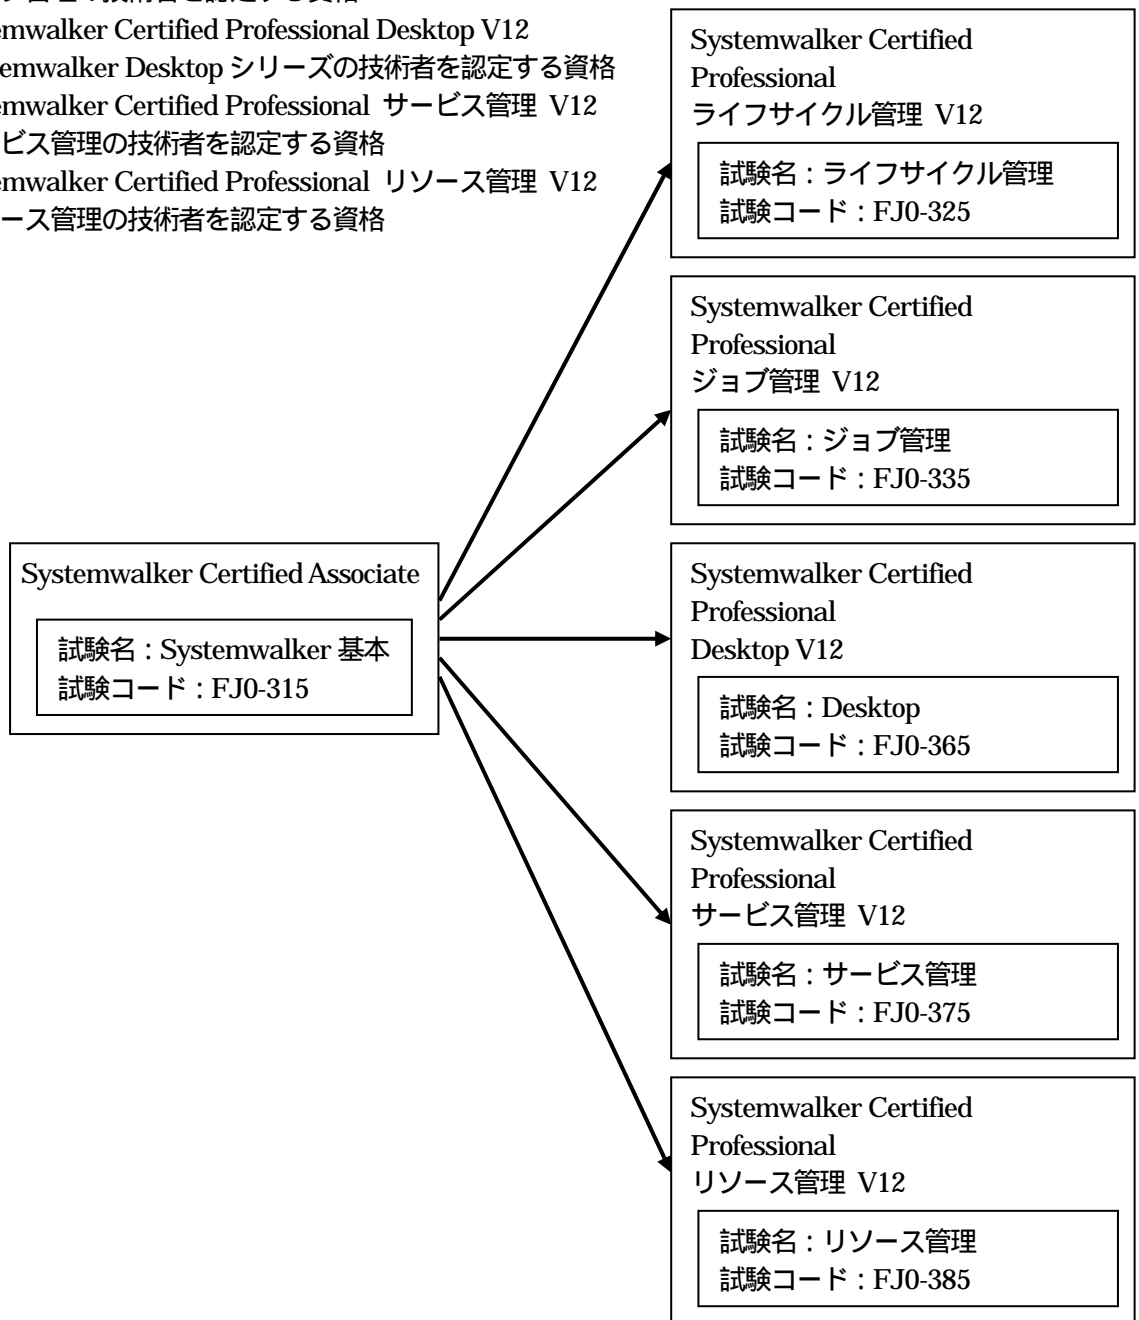 emwalker Certified Professional Desktop V12
temwalker Desktop シリーズの技術者を認定する資格
emwalker Certified Professional サービス管理 V12
ビス管理の技術者を認定する資格
emwalker Certified Professional リソース管理 V12
ース管理の技術者を認定する資格
Systemwalker Certified
Professional
ライフサイクル管理 V12
試験名：ライフサイクル管理
試験コード：FJ0-325
Systemwalker Certified
Professional
ジョブ管理 V12
試験名：ジョブ管理
試験コード：FJ0-335
Systemwalker Certified Associate
試験名：Systemwalker 基本
試験コード：FJ0-315
Systemwalker Certified
Professional
Desktop V12
試験名：Desktop
試験コード：FJ0-365
Systemwalker Certified
Professional
サービス管理 V12
試験名：サービス管理
試験コード：FJ0-375
Systemwalker Certified
Professional
リソース管理 V12
試験名：リソース管理
試験コード：FJ0-385